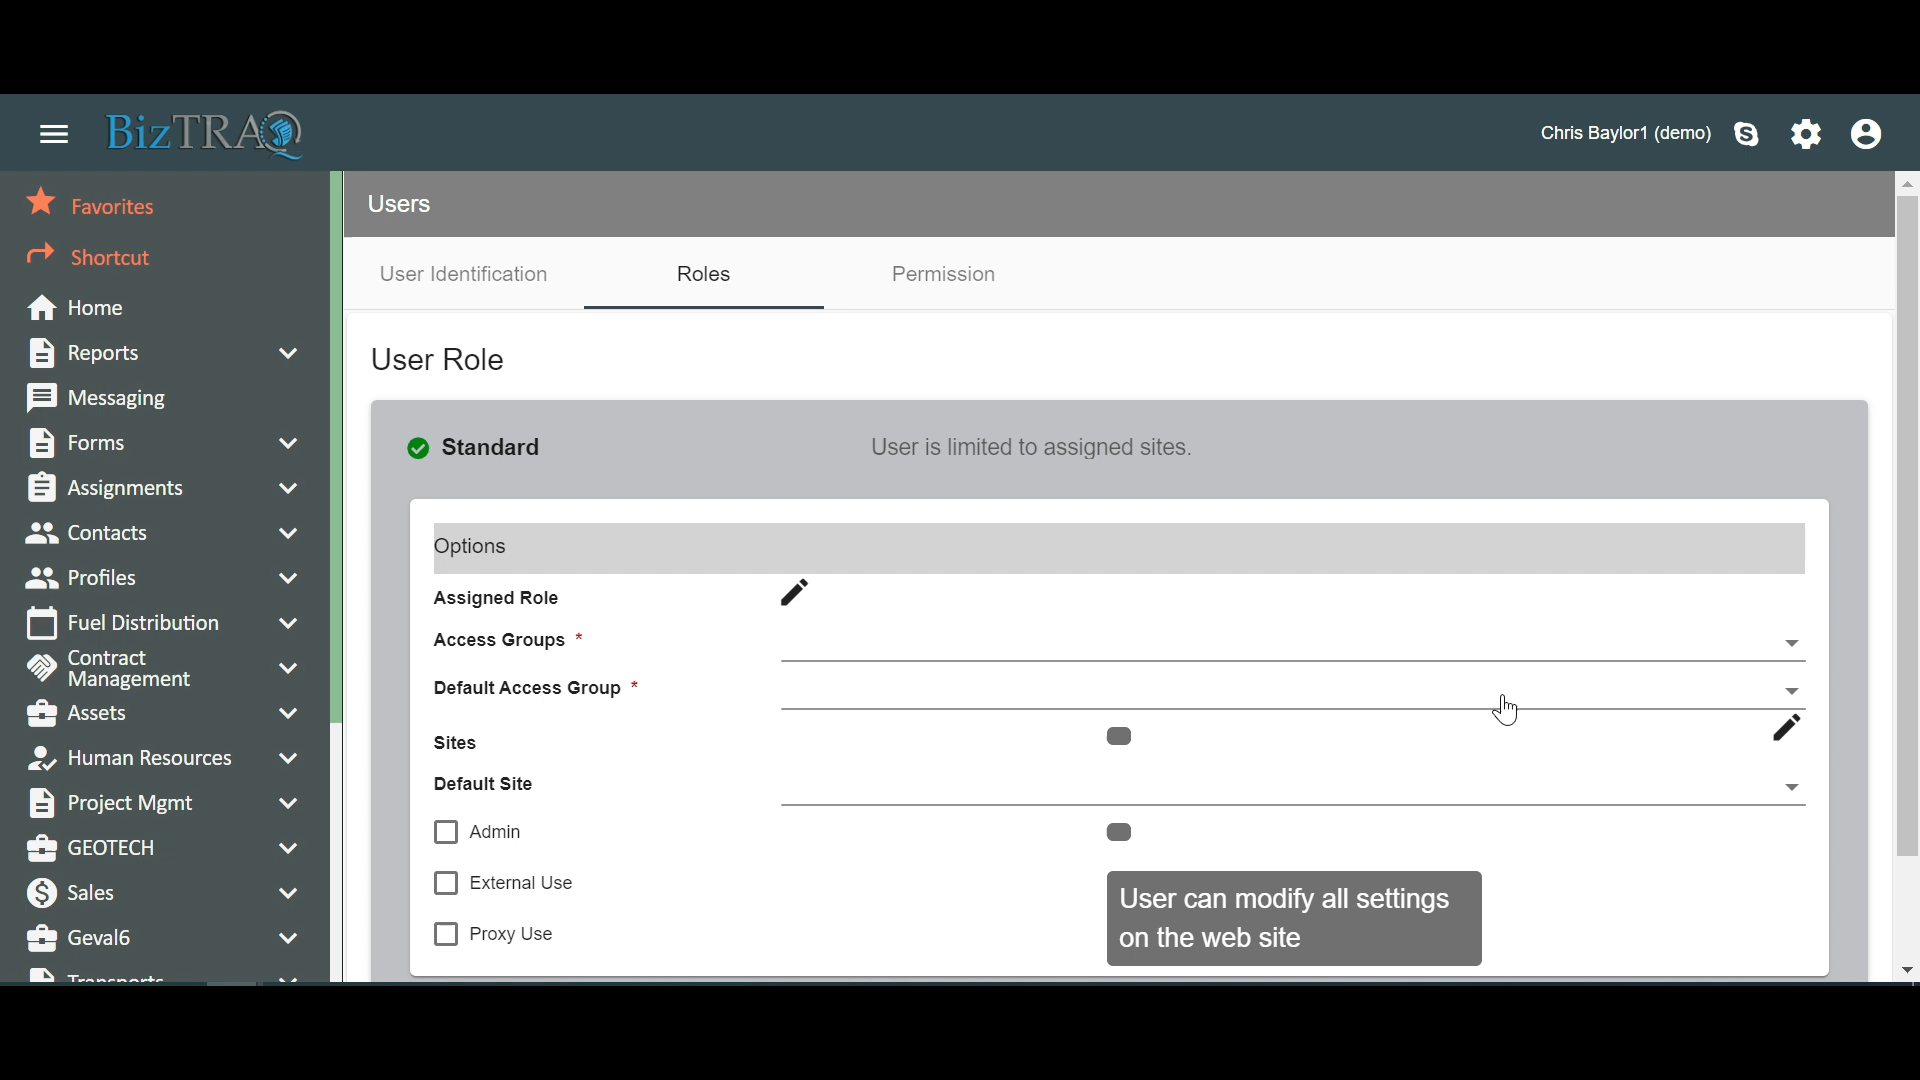 BizTRAQ
Chris Baylor1 (demo)
Favorites
Shortcut
Home
Reports
Messaging
Forms
Assignments
Contacts
Profiles
Fuel Distribution
Contract
Management
Assets
Human Resources
Project Mgmt
GEOTECH
Sales
Geval6
Transports
Users
User Identification
Roles
Permission
User Role
Standard
User is limited to assigned sites.
Options
Assigned Role
Access Groups *
Default Access Group *
Sites
Default Site
Admin
External Use
Proxy Use
User can modify all settings
on the web site